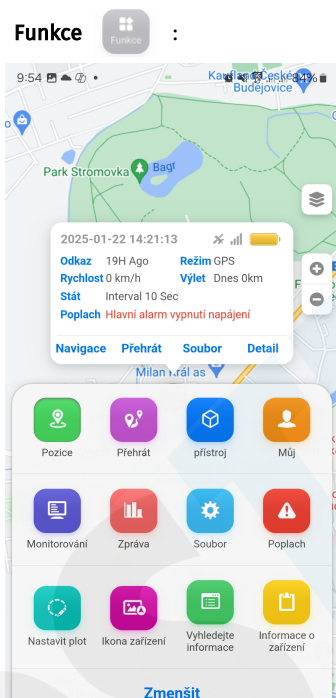 Funkce Funkce :
9:54 84%
Kaufland České
Budějovice
Park Stromovka Bagr
2025-01-22 14:21:13
Odkaz 19H Ago Režim GPS
Rychlost 0 km/h Výlet Dnes 0km
Stát Interval 10 Sec
Poplach Hlavní alarm vypnutí napájení
Navigace Přehrát Soubor Detail
Milan Král as
Pozice Přehrát přístroj Můj
Monitorování Zpráva Soubor Poplach
Nastavit plot Ikona zařízení Vyhledejte informace Informace o zařízení
Zmenšit